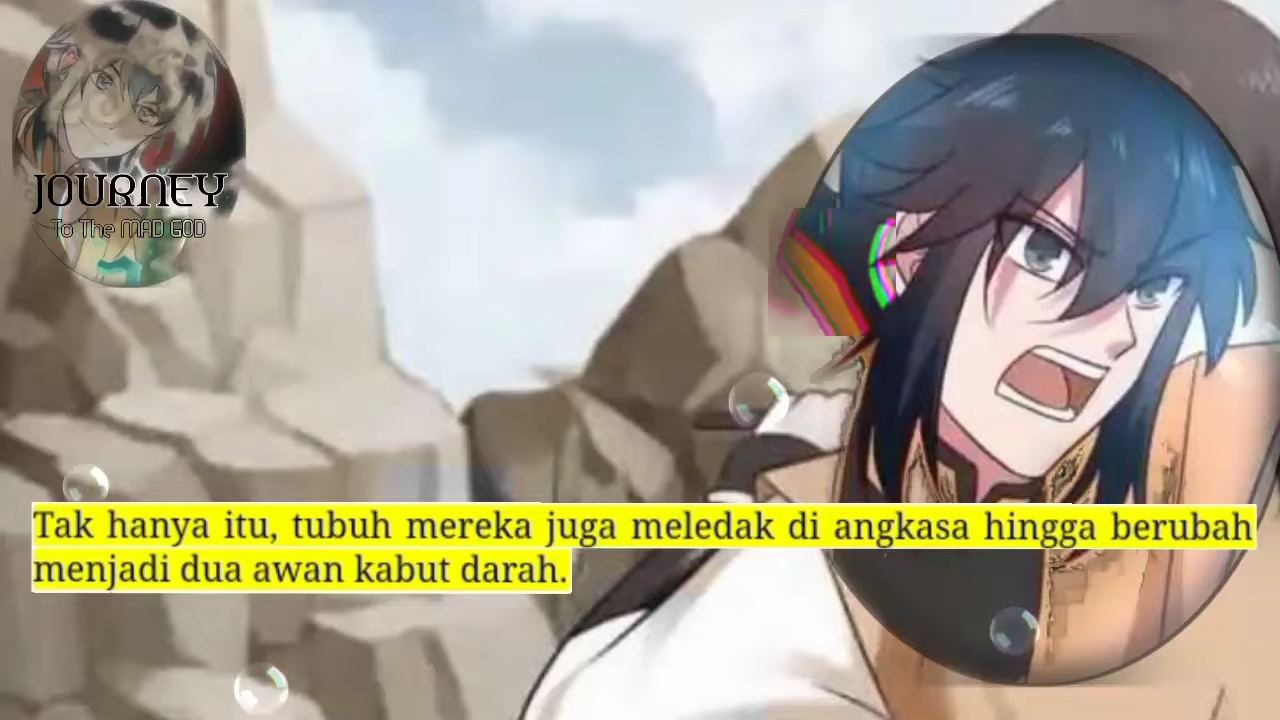 JOURNEY
To The MAD GOD
Tak hanya itu, tubuh mereka juga meledak di angkasa hingga berubah
menjadi dua awan kabut darah.